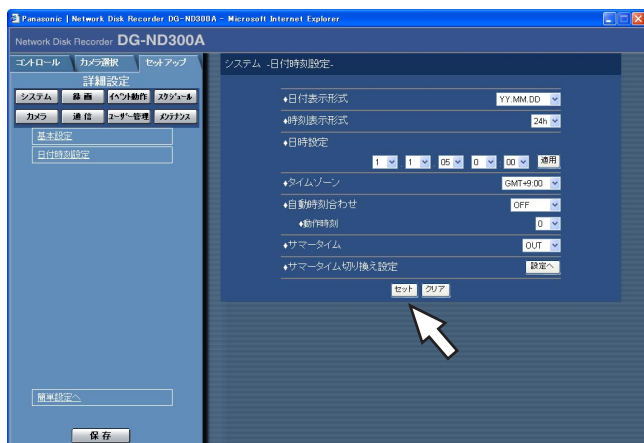 Panasonic | Network Disk Recorder DG-ND300A - Microsoft Internet Explorer
Network Disk Recorder DG-ND300A
コントロール カメラ選択 セットアップ
詳細設定
システム 録画 イベント動作 スケジュール
カメラ 通信 ユーザー管理 メンテナンス
基本設定
日付時刻設定
簡単設定へ
保存
システム -日付時刻設定-
♦日付表示形式 YY.MM.DD
♦時刻表示形式 24h
♦日時設定
1 1 05 0 00 適用
♦タイムゾーン GMT+9:00
♦自動時刻合わせ OFF
♦動作時刻 0
♦サマータイム OUT
♦サマータイム切り換え設定 設定へ
セット クリア